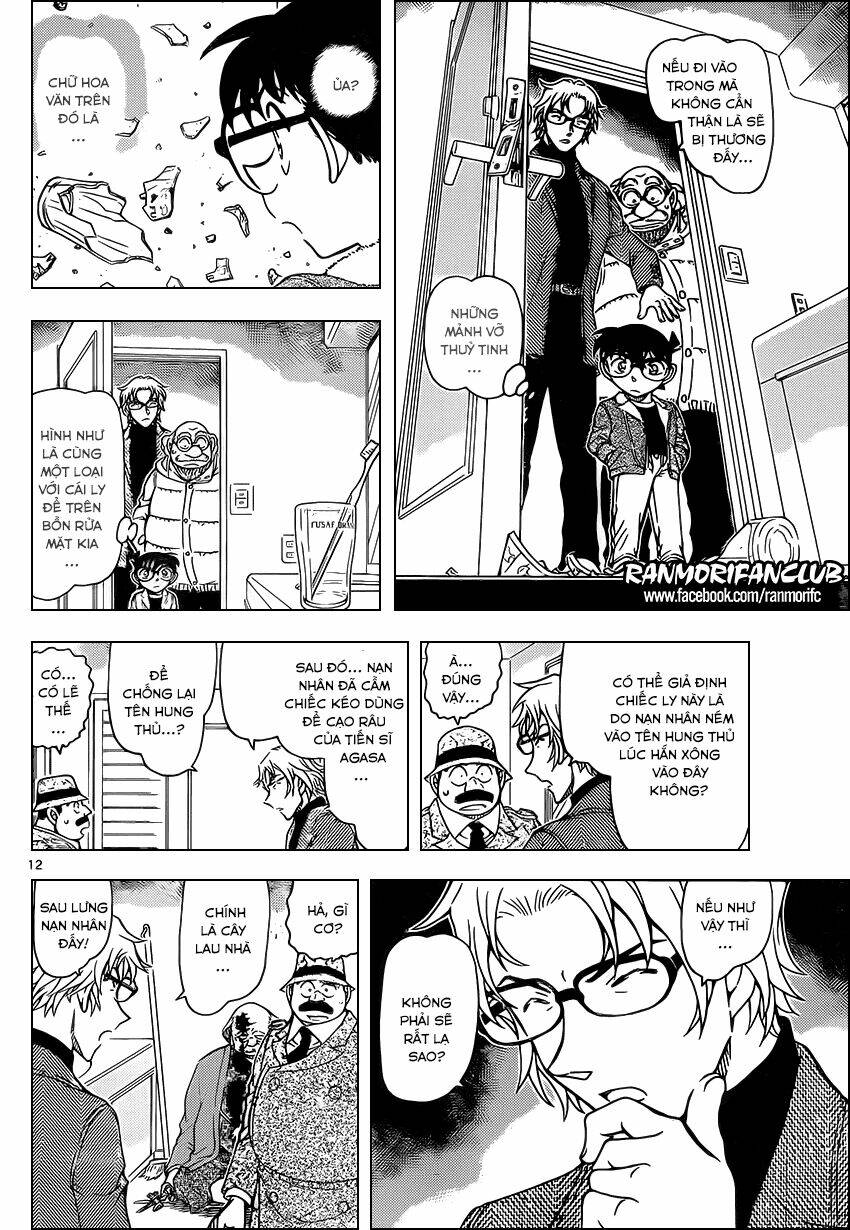 NẾU ĐI VÀO
TRONG MÀ
KHÔNG CẨN
THẬN LÀ SẼ
BỊ THƯƠNG
ĐẤY...
NHỮNG
MẢNH VỠ
THUỶ TINH
...
RANMORIFANCLUB
www.facebook.com/ranmorifc
ỦA?
CHỮ HOA
VĂN TRÊN
ĐÓ LÀ
...
HÌNH NHƯ
LÀ CÙNG
MỘT LOẠI
VỚI CÁI LY
ĐỂ TRÊN
BỒN RỬA
MẶT KIA
...
CÓ THỂ GIẢ ĐỊNH
CHIẾC LY NÀY LÀ
DO NẠN NHÂN NÉM
VÀO TÊN HUNG THỦ
LÚC HẮN XÔNG
VÀO ĐÂY
KHÔNG?
À...
ĐÚNG
VẬY...
SAU ĐÓ... NẠN
NHÂN ĐÃ CẦM
CHIẾC KÉO DÙNG
ĐỂ CẠO RÂU
CỦA TIẾN SĨ
AGASA
...
ĐỂ
CHỐNG LẠI
TÊN HUNG
THỦ...?
CÓ...
CÓ LẼ
THẾ
...
12
NẾU NHƯ
VẬY THÌ
...
KHÔNG
PHẢI SẼ
RẤT LẠ
SAO?
HẢ, GÌ
CƠ?
CHÍNH
LÀ CÂY
LAU NHÀ
...
SAU LƯNG
NẠN NHÂN
ĐẤY!